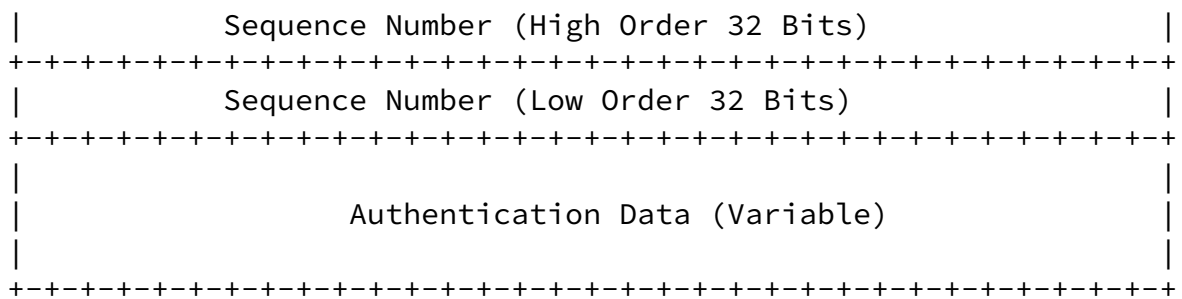 |           Sequence Number (High Order 32 Bits)                |
+-+-+-+-+-+-+-+-+-+-+-+-+-+-+-+-+-+-+-+-+-+-+-+-+-+-+-+-+-+-+-+-+
|           Sequence Number (Low Order 32 Bits)                 |
+-+-+-+-+-+-+-+-+-+-+-+-+-+-+-+-+-+-+-+-+-+-+-+-+-+-+-+-+-+-+-+-+
|                                                               |
|                  Authentication Data (Variable)               |
|                                                               |
+-+-+-+-+-+-+-+-+-+-+-+-+-+-+-+-+-+-+-+-+-+-+-+-+-+-+-+-+-+-+-+-+